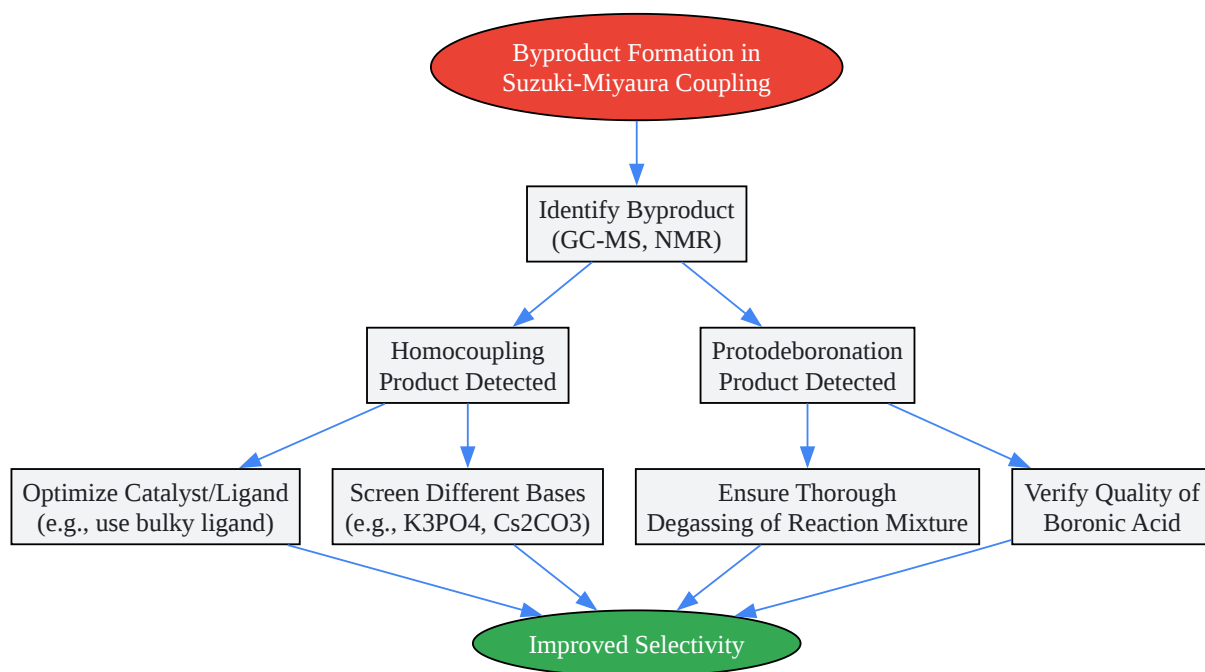 Byproduct Formation in
Suzuki-Miyaura Coupling
Identify Byproduct
(GC-MS, NMR)
Homocoupling
Product Detected
Protodeboronation
Product Detected
Optimize Catalyst/Ligand
(e.g., use bulky ligand)
Screen Different Bases
(e.g., K3PO4, Cs2CO3)
Ensure Thorough
Degassing of Reaction Mixture
Verify Quality of
Boronic Acid
Improved Selectivity